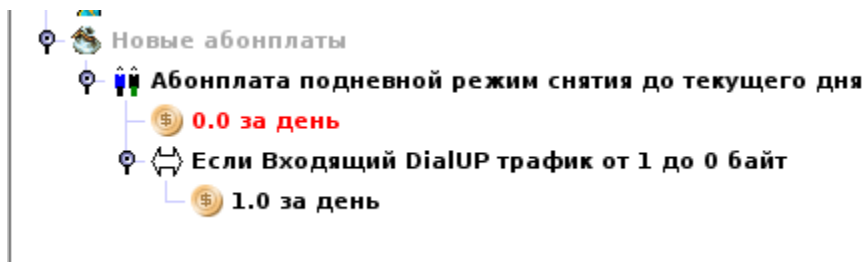 Новые абонплаты
Абонплата подневной режим снятия до текущего дня
0.0 за день
Если Входящий DialUP трафик от 1 до 0 байт
1.0 за день